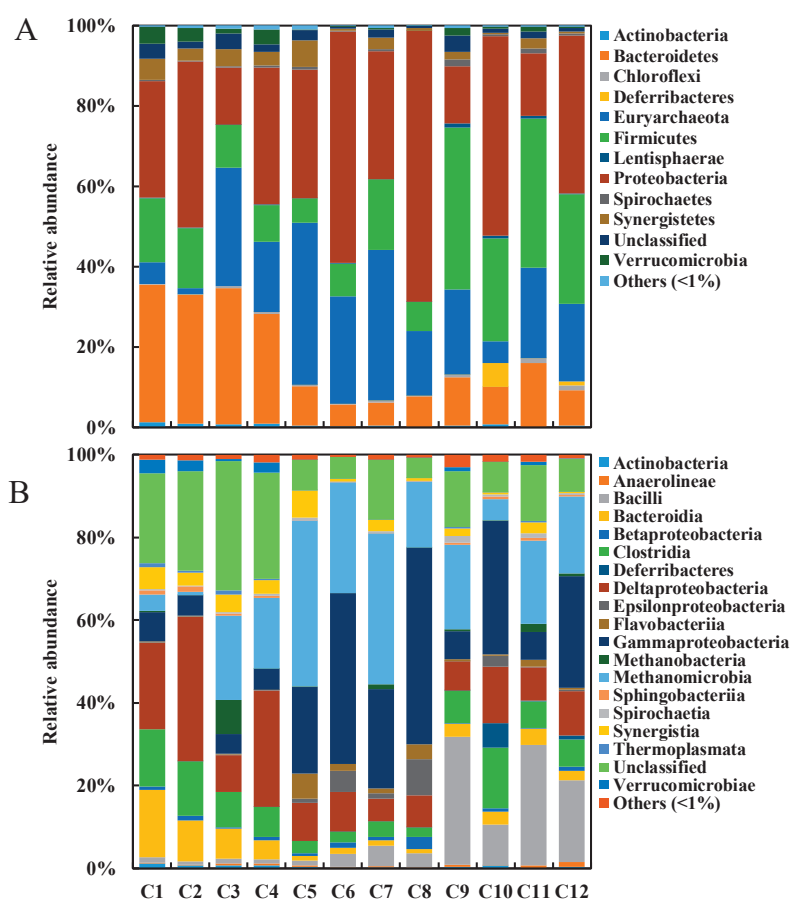 A
100%
80%
60%
40%
20%
0%
Relative abundance
Actinobacteria
Bacteroidetes
Chloroflexi
Deferribacteres
Euryarchaeota
Firmicutes
Lentisphaerae
Proteobacteria
Spirochaetes
Synergistetes
Unclassified
Verrucomicrobia
Others (<1%)
B
100%
80%
60%
40%
20%
0%
Relative abundance
C1 C2 C3 C4 C5 C6 C7 C8 C9 C10 C11 C12
Actinobacteria
Anaerolineae
Bacilli
Bacteroidia
Betaproteobacteria
Clostridia
Deferribacteres
Deltaproteobacteria
Epsilonproteobacteria
Flavobacteriia
Gammaproteobacteria
Methanobacteria
Methanomicrobia
Sphingobacteriia
Spirochaetia
Synergistia
Thermoplasmata
Unclassified
Verrucomicrobiae
Others (<1%)